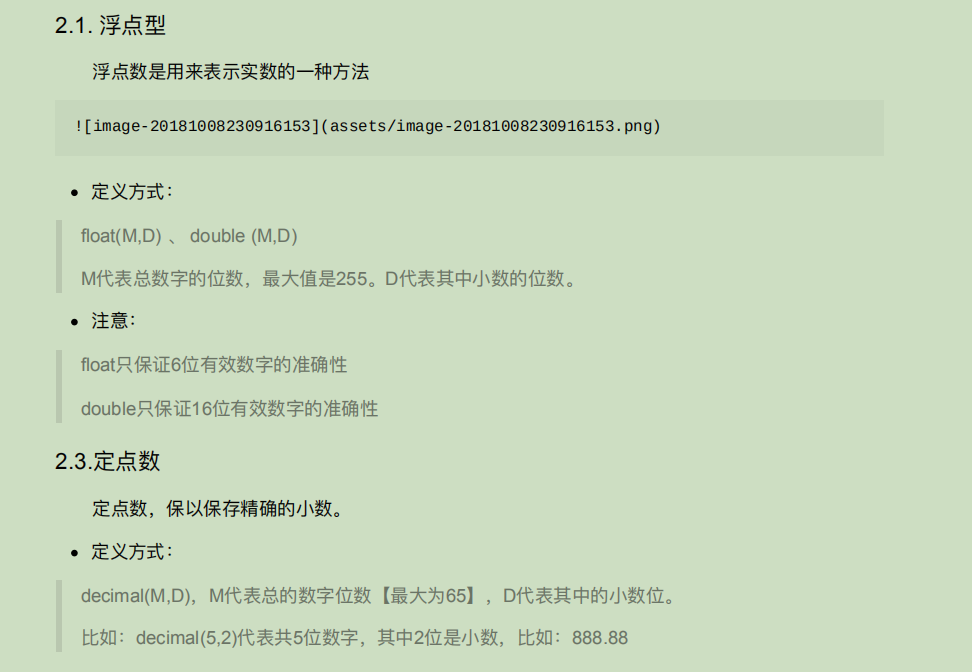 2.1. 浮点型
浮点数是用来表示实数的一种方法
![image-20181008230916153](assets/image-20181008230916153.png)
定义方式：
float(M,D) 、 double (M,D)
M代表总数字的位数，最大值是255。D代表其中小数的位数。
注意：
float只保证6位有效数字的准确性
double只保证16位有效数字的准确性
2.3.定点数
定点数，保以保存精确的小数。
定义方式：
decimal(M,D)，M代表总的数字位数【最大为65】，D代表其中的小数位。
比如：decimal(5,2)代表共5位数字，其中2位是小数，比如：888.88